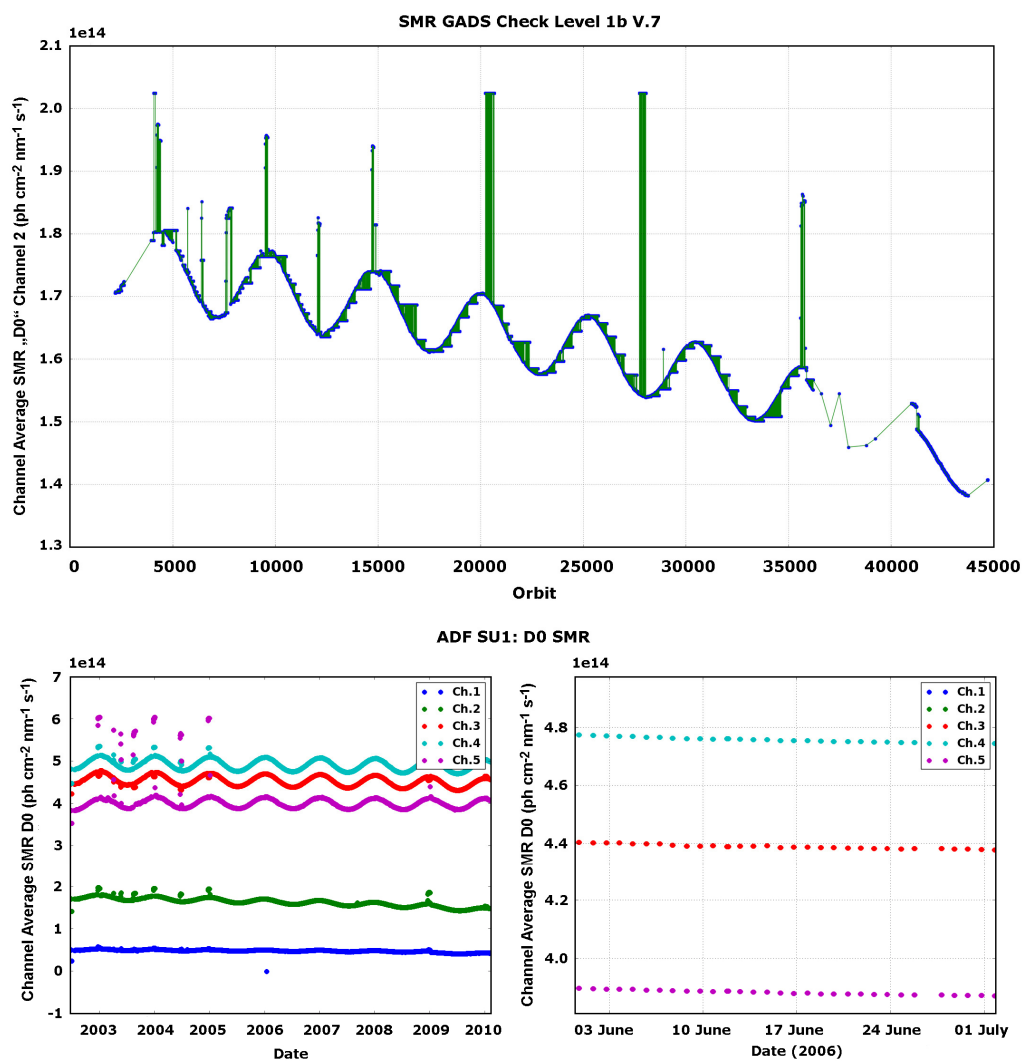 SMR GADS Check Level 1b V.7
1e14
Channel Average SMR „D0“ Channel 2 (ph cm-2 nm-1 s-1)
2.1
2.0
1.9
1.8
1.7
1.6
1.5
1.4
1.3
0 5000 10000 15000 20000 25000 30000 35000 40000 45000
Orbit
ADF SU1: D0 SMR
1e14
Channel Average SMR D0 (ph cm-2 nm-1 s-1)
7
6
5
4
3
2
1
0
-1
Ch.1
Ch.2
Ch.3
Ch.4
Ch.5
2003 2004 2005 2006 2007 2008 2009 2010
Date
1e14
Channel Average SMR D0 (ph cm-2 nm-1 s-1)
4.8
4.6
4.4
4.2
4.0
Ch.1
Ch.2
Ch.3
Ch.4
Ch.5
03 June 10 June 17 June 24 June 01 July
Date (2006)